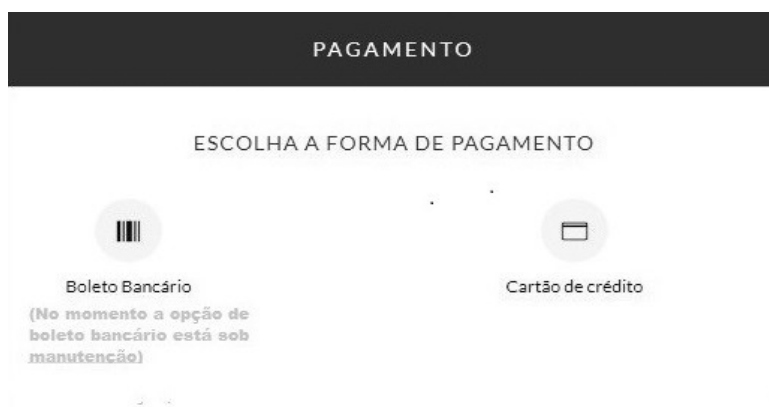 PAGAMENTO
ESCOLHA A FORMA DE PAGAMENTO
Boleto Bancário
(No momento a opção de
boleto bancário está sob
manutenção)
Cartão de crédito